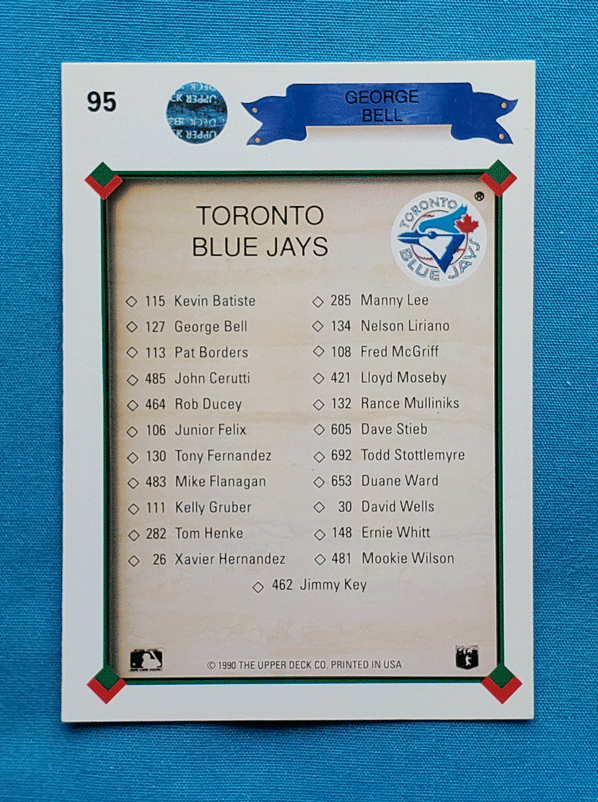 95
GEORGE
BELL
TORONTO
BLUE JAYS
TORONTO
BLUE JAYS
®
◇ 115 Kevin Batiste
◇ 127 George Bell
◇ 113 Pat Borders
◇ 485 John Cerutti
◇ 464 Rob Ducey
◇ 106 Junior Felix
◇ 130 Tony Fernandez
◇ 483 Mike Flanagan
◇ 111 Kelly Gruber
◇ 282 Tom Henke
◇ 26 Xavier Hernandez
◇ 285 Manny Lee
◇ 134 Nelson Liriano
◇ 108 Fred McGriff
◇ 421 Lloyd Moseby
◇ 132 Rance Mulliniks
◇ 605 Dave Stieb
◇ 692 Todd Stottlemyre
◇ 653 Duane Ward
◇ 30 David Wells
◇ 148 Ernie Whitt
◇ 481 Mookie Wilson
◇ 462 Jimmy Key
© 1990 THE UPPER DECK CO. PRINTED IN USA